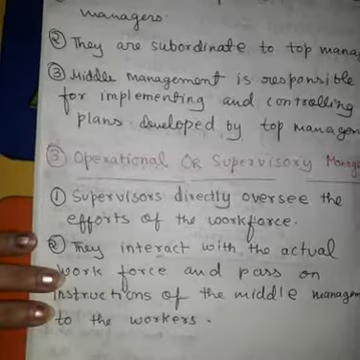 managers.
② They are subordinate to top mana
③ Middle management is responsible
for implementing and controlling
plans developed by top managem
③ Operational OR Supervisory Manag
① Supervisors directly oversee the
efforts of the workforce.
② They interact with the actual
work force and pass on
instructions of the middle managem
to the workers.